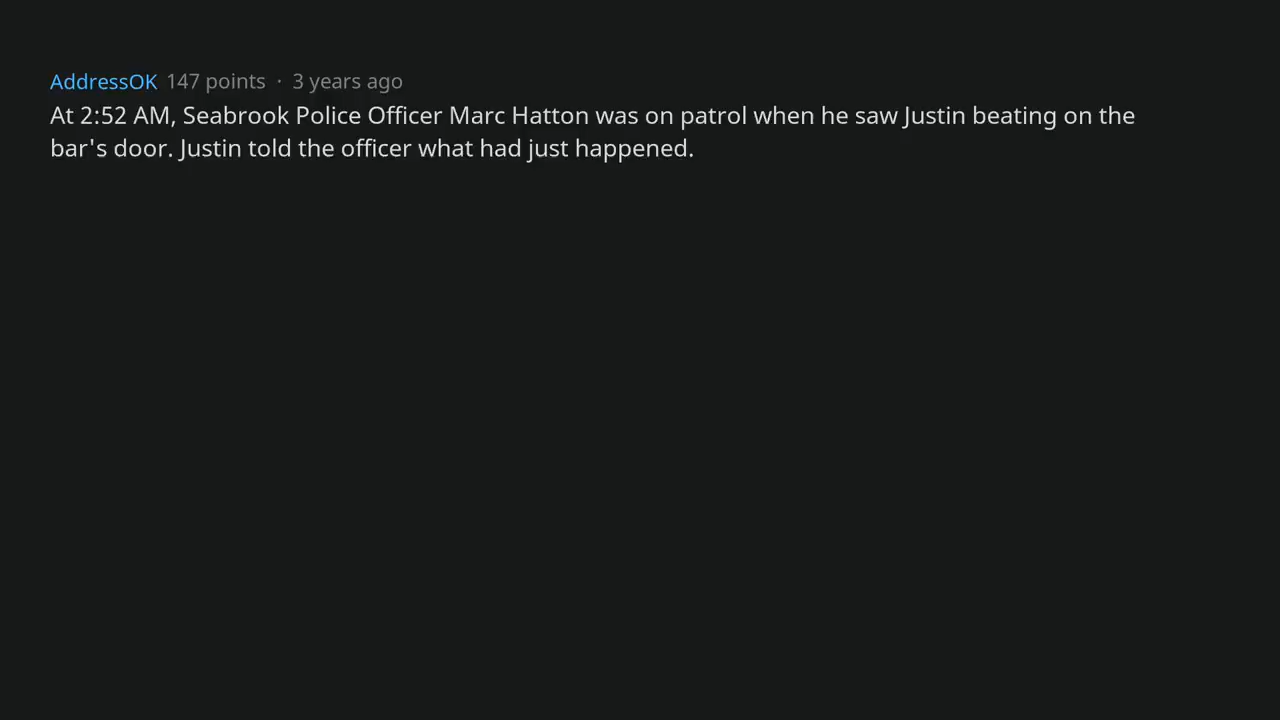 AddressOK 147 points · 3 years ago
At 2:52 AM, Seabrook Police Officer Marc Hatton was on patrol when he saw Justin beating on the
bar's door. Justin told the officer what had just happened.